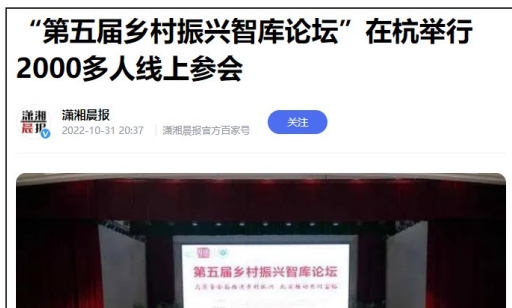 “第五届乡村振兴智库论坛”在杭举行
2000多人线上参会
潇湘晨报
潇湘晨报
2022-10-31 20:37
潇湘晨报官方百家号
关注
第五届乡村振兴智库论坛